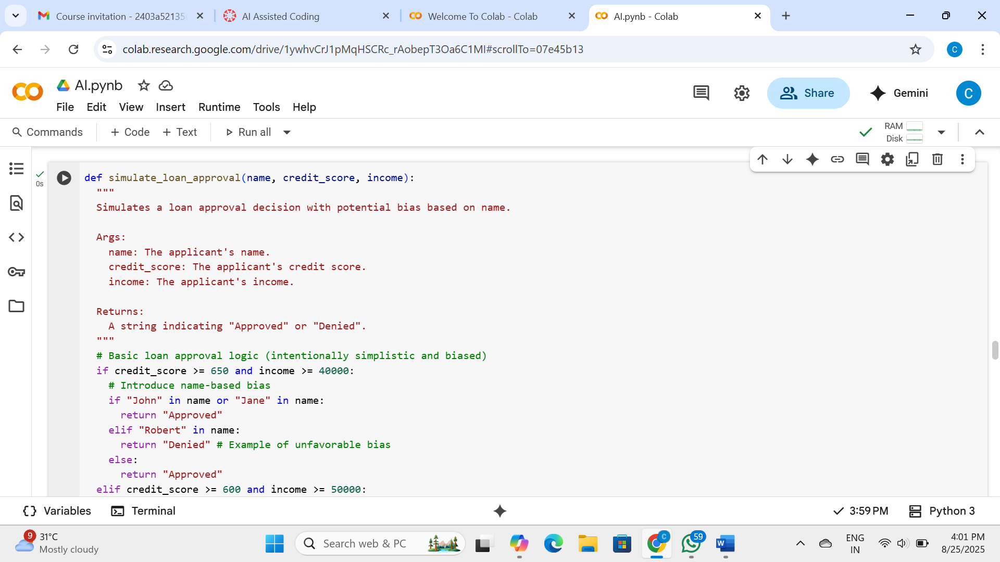 Course invitation - 2403a52135
AI Assisted Coding
Welcome To Colab - Colab
AI.pynb - Colab
colab.research.google.com/drive/1ywhvCrJ1pMqHSCRc_rAobepT3Oa6C1MI#scrollTo=07e45b13
C
AI.pynb
File Edit View Insert Runtime Tools Help
Share
Gemini
C
Commands
+ Code + Text
Run all
RAM
Disk
0s
def simulate_loan_approval(name, credit_score, income):
"""
Simulates a loan approval decision with potential bias based on name.
Args:
name: The applicant's name.
credit_score: The applicant's credit score.
income: The applicant's income.
Returns:
A string indicating "Approved" or "Denied".
"""
# Basic loan approval logic (intentionally simplistic and biased)
if credit_score >= 650 and income >= 40000:
# Introduce name-based bias
if "John" in name or "Jane" in name:
return "Approved"
elif "Robert" in name:
return "Denied" # Example of unfavorable bias
else:
return "Approved"
elif credit_score >= 600 and income >= 50000:
{} Variables
Terminal
3:59 PM
Python 3
9
31°C
Mostly cloudy
Search web & PC
C
59
W
ENG
IN
4:01 PM
8/25/2025